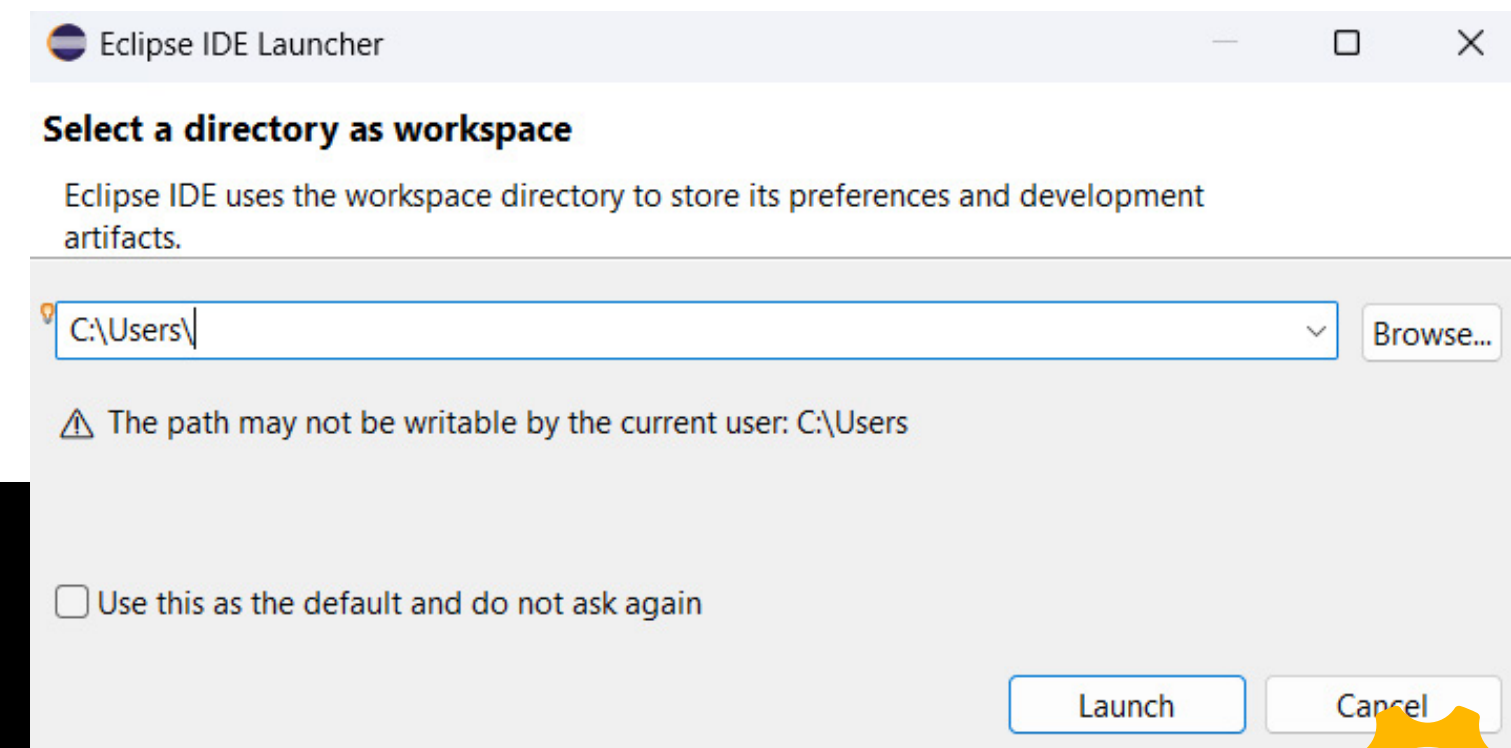 Eclipse IDE Launcher
Select a directory as workspace
Eclipse IDE uses the workspace directory to store its preferences and development
artifacts.
C:\Users\
Browse...
The path may not be writable by the current user: C:\Users
Use this as the default and do not ask again
Launch
Cancel